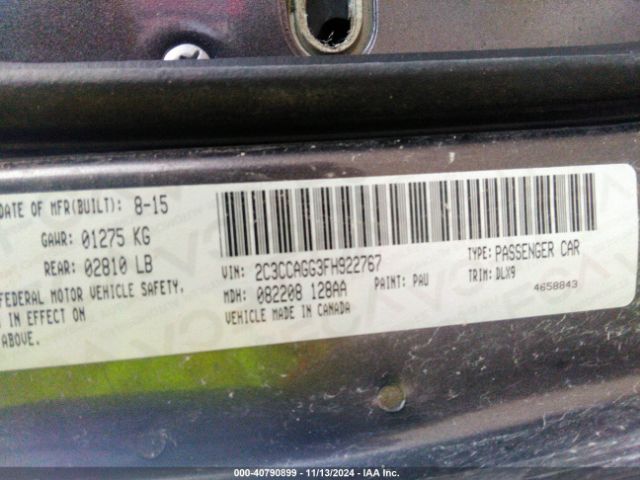 DATE OF MFR(BUILT): 8-15
GAWR: 01275 KG
REAR: 02810 LB
FEDERAL MOTOR VEHICLE SAFETY,
IN EFFECT ON
ABOVE.
VIN: 2C3CCAGG3FH922767
TYPE: PASSENGER CAR
MDH: 082208 128AA
PAINT: PAU
TRIM: DLX9
VEHICLE MADE IN CANADA
4658843
000-40790899 - 11/13/2024 - IAA Inc.